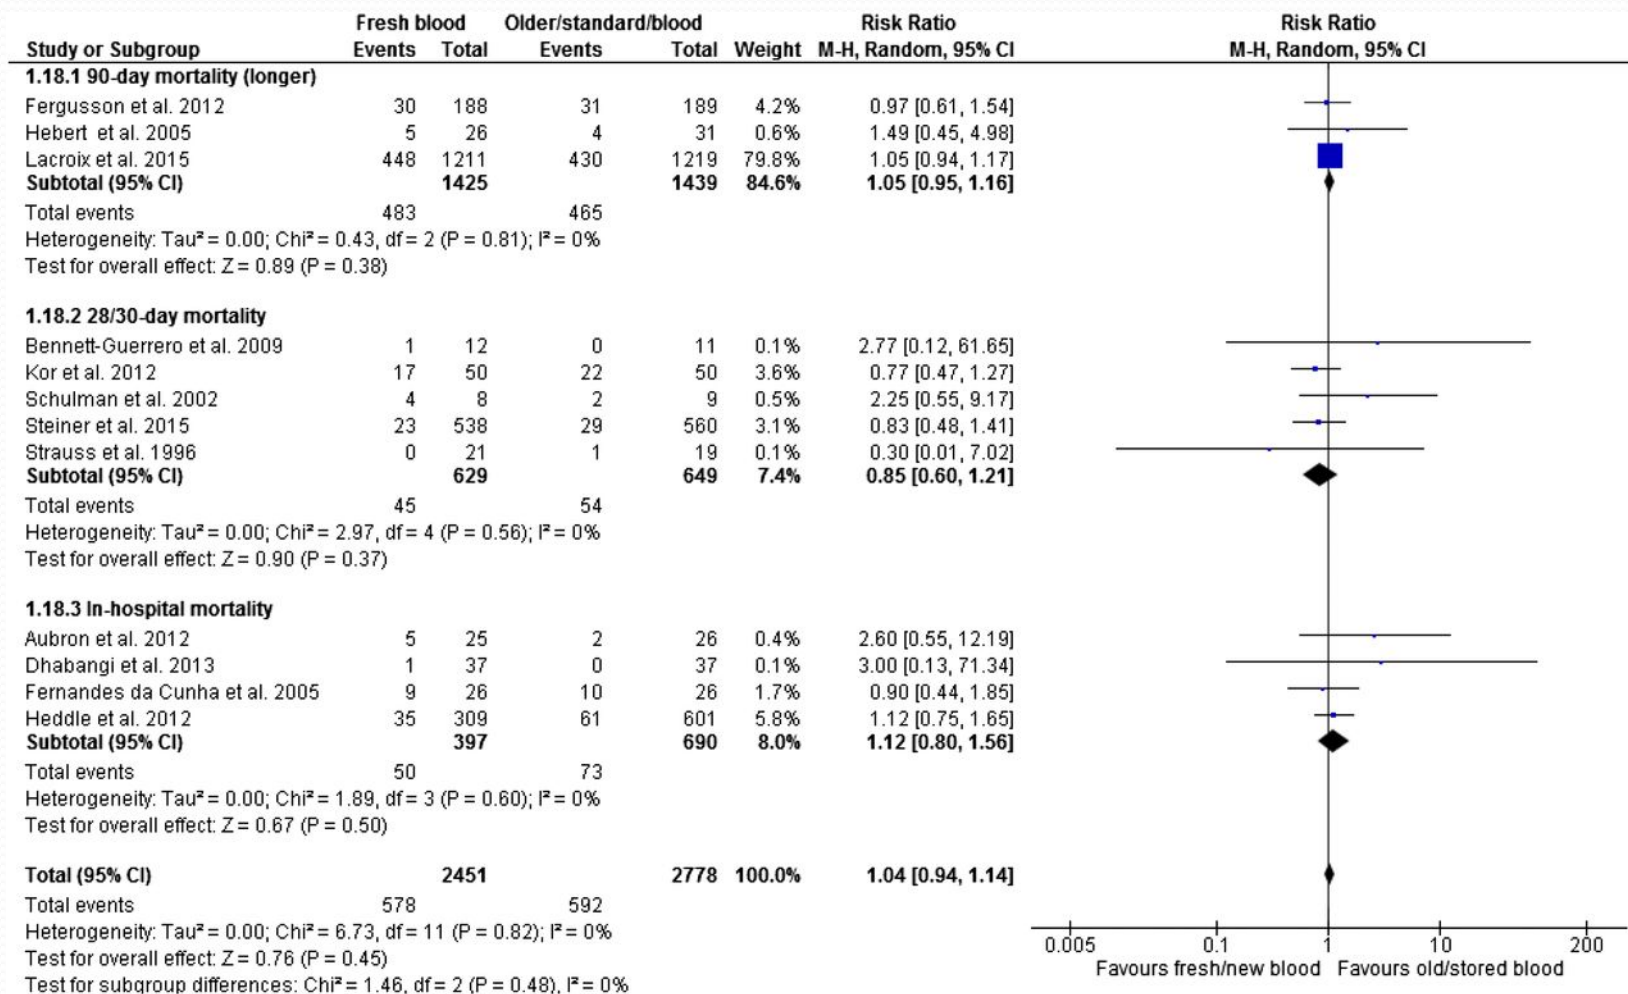 Fresh blood Older/standard/blood Risk Ratio Risk Ratio
Study or Subgroup Events Total Events Total Weight M-H, Random, 95% CI M-H, Random, 95% CI
1.18.1 90-day mortality (longer)
Fergusson et al. 2012 30 188 31 189 4.2% 0.97 [0.61, 1.54]
Hebert et al. 2005 5 26 4 31 0.6% 1.49 [0.45, 4.98]
Lacroix et al. 2015 448 1211 430 1219 79.8% 1.05 [0.94, 1.17]
Subtotal (95% CI) 1425 1439 84.6% 1.05 [0.95, 1.16]
Total events 483 465
Heterogeneity: Tau² = 0.00; Chi² = 0.43, df = 2 (P = 0.81); I² = 0%
Test for overall effect: Z = 0.89 (P = 0.38)
1.18.2 28/30-day mortality
Bennett-Guerrero et al. 2009 1 12 0 11 0.1% 2.77 [0.12, 61.65]
Kor et al. 2012 17 50 22 50 3.6% 0.77 [0.47, 1.27]
Schulman et al. 2002 4 8 2 9 0.5% 2.25 [0.55, 9.17]
Steiner et al. 2015 23 538 29 560 3.1% 0.83 [0.48, 1.41]
Strauss et al. 1996 0 21 1 19 0.1% 0.30 [0.01, 7.02]
Subtotal (95% CI) 629 649 7.4% 0.85 [0.60, 1.21]
Total events 45 54
Heterogeneity: Tau² = 0.00; Chi² = 2.97, df = 4 (P = 0.56); I² = 0%
Test for overall effect: Z = 0.90 (P = 0.37)
1.18.3 In-hospital mortality
Aubron et al. 2012 5 25 2 26 0.4% 2.60 [0.55, 12.19]
Dhabangi et al. 2013 1 37 0 37 0.1% 3.00 [0.13, 71.34]
Fernandes da Cunha et al. 2005 9 26 10 26 1.7% 0.90 [0.44, 1.85]
Heddle et al. 2012 35 309 61 601 5.8% 1.12 [0.75, 1.65]
Subtotal (95% CI) 397 690 8.0% 1.12 [0.80, 1.56]
Total events 50 73
Heterogeneity: Tau² = 0.00; Chi² = 1.89, df = 3 (P = 0.60); I² = 0%
Test for overall effect: Z = 0.67 (P = 0.50)
Total (95% CI) 2451 2778 100.0% 1.04 [0.94, 1.14]
Total events 578 592
Heterogeneity: Tau² = 0.00; Chi² = 6.73, df = 11 (P = 0.82); I² = 0%
Test for overall effect: Z = 0.76 (P = 0.45)
Test for subgroup differences: Chi² = 1.46, df = 2 (P = 0.48), I² = 0%
0.005 0.1 1 10 200
Favours fresh/new blood Favours old/stored blood